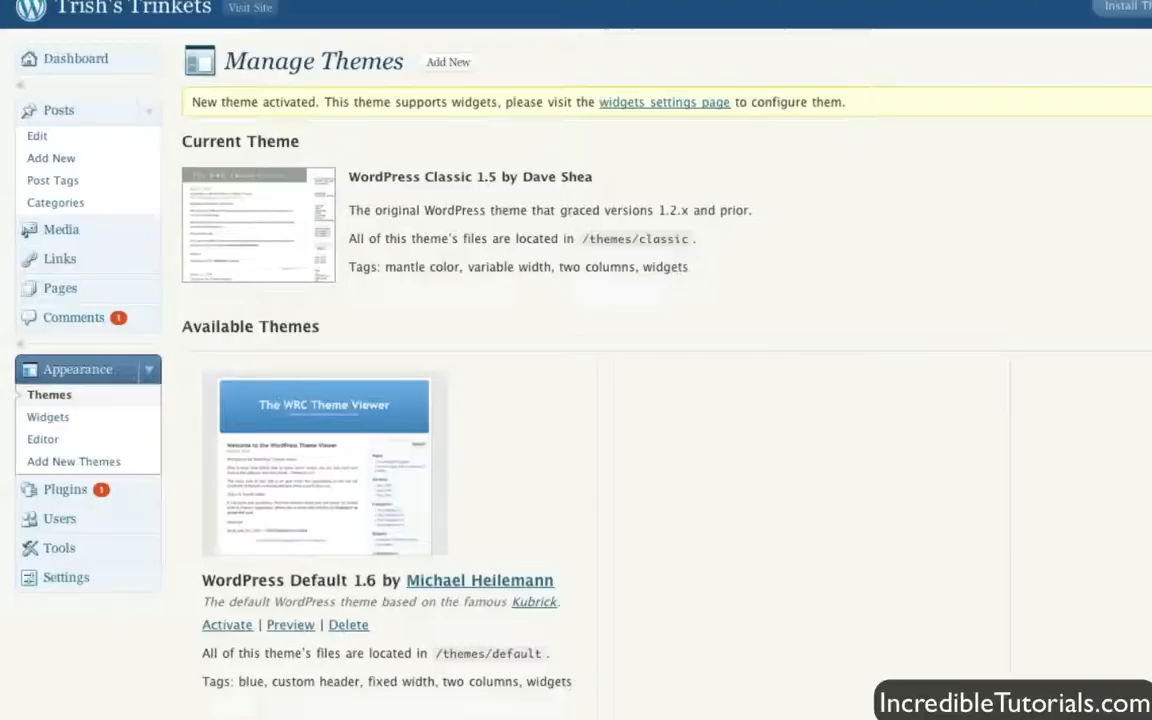 Trish's Trinkets Visit Site Install Th
Dashboard
Manage Themes Add New
New theme activated. This theme supports widgets, please visit the widgets settings page to configure them.
Posts
Edit
Add New
Post Tags
Categories
Media
Links
Pages
Comments 1
Appearance
Themes
Widgets
Editor
Add New Themes
Plugins 1
Users
Tools
Settings
Current Theme
WordPress Classic 1.5 by Dave Shea
The original WordPress theme that graced versions 1.2.x and prior.
All of this theme's files are located in /themes/classic .
Tags: mantle color, variable width, two columns, widgets
Available Themes
The WRC Theme Viewer
Welcome to the WordPress Theme Viewer
WordPress Default 1.6 by Michael Heilemann
The default WordPress theme based on the famous Kubrick.
Activate | Preview | Delete
All of this theme's files are located in /themes/default .
Tags: blue, custom header, fixed width, two columns, widgets
IncredibleTutorials.com